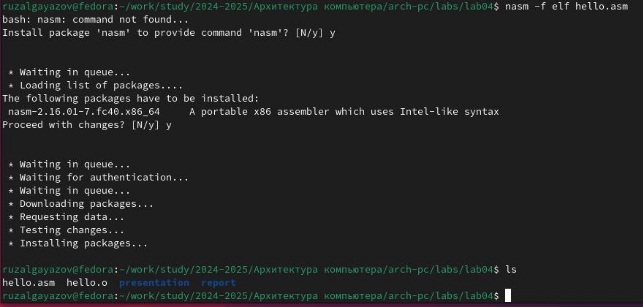 ruzalgayazov@fedora:~/work/study/2024-2025/Архитектура компьютера/arch-pc/labs/lab04$ nasm -f elf hello.asm
bash: nasm: command not found...
Install package 'nasm' to provide command 'nasm'? [N/y] y
* Waiting in queue...
* Loading list of packages....
The following packages have to be installed:
nasm-2.16.01-7.fc40.x86_64 A portable x86 assembler which uses Intel-like syntax
Proceed with changes? [N/y] y
* Waiting in queue...
* Waiting for authentication...
* Waiting in queue...
* Downloading packages...
* Requesting data...
* Testing changes...
* Installing packages...
ruzalgayazov@fedora:~/work/study/2024-2025/Архитектура компьютера/arch-pc/labs/lab04$ ls
hello.asm hello.o presentation report
ruzalgayazov@fedora:~/work/study/2024-2025/Архитектура компьютера/arch-pc/labs/lab04$